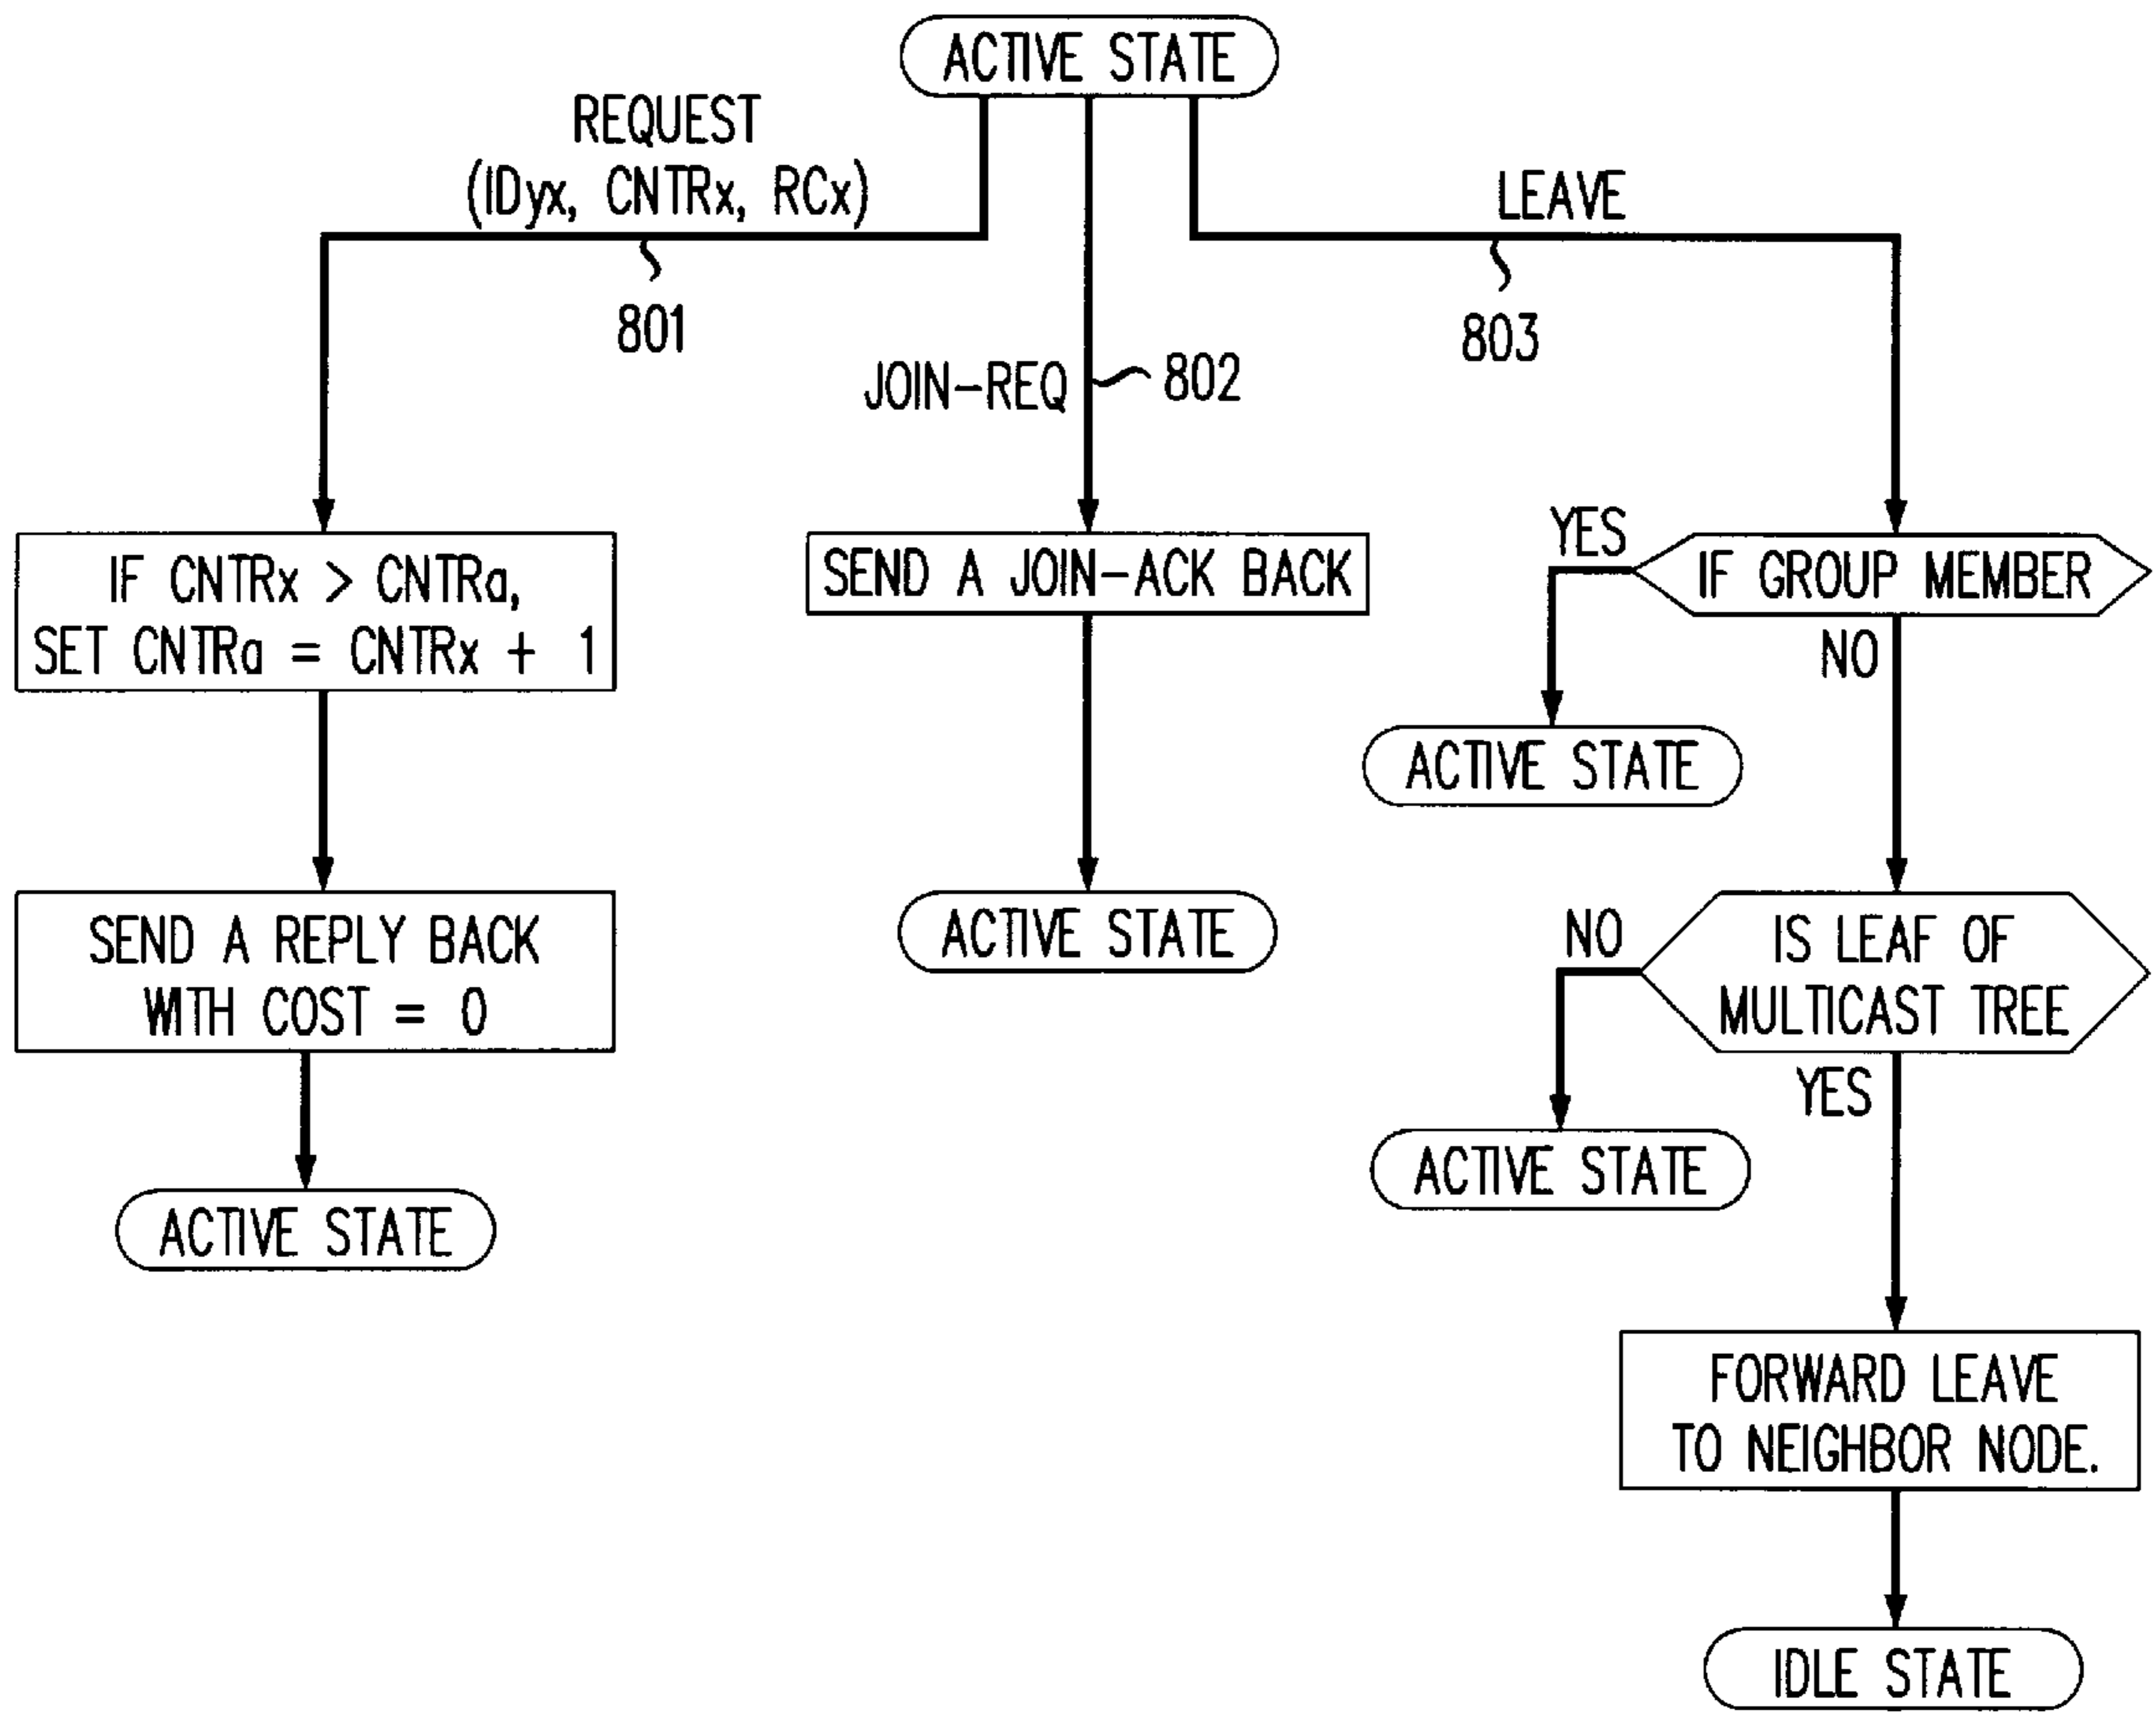 ACTIVE STATE
REQUEST
(IDyx, CNTRx, RCx)
801
JOIN-REQ
802
LEAVE
803
IF CNTRx > CNTRa,
SET CNTRa = CNTRx + 1
SEND A REPLY BACK
WITH COST = 0
ACTIVE STATE
SEND A JOIN-ACK BACK
ACTIVE STATE
IF GROUP MEMBER
YES
NO
ACTIVE STATE
IS LEAF OF
MULTICAST TREE
NO
YES
ACTIVE STATE
FORWARD LEAVE
TO NEIGHBOR NODE.
IDLE STATE